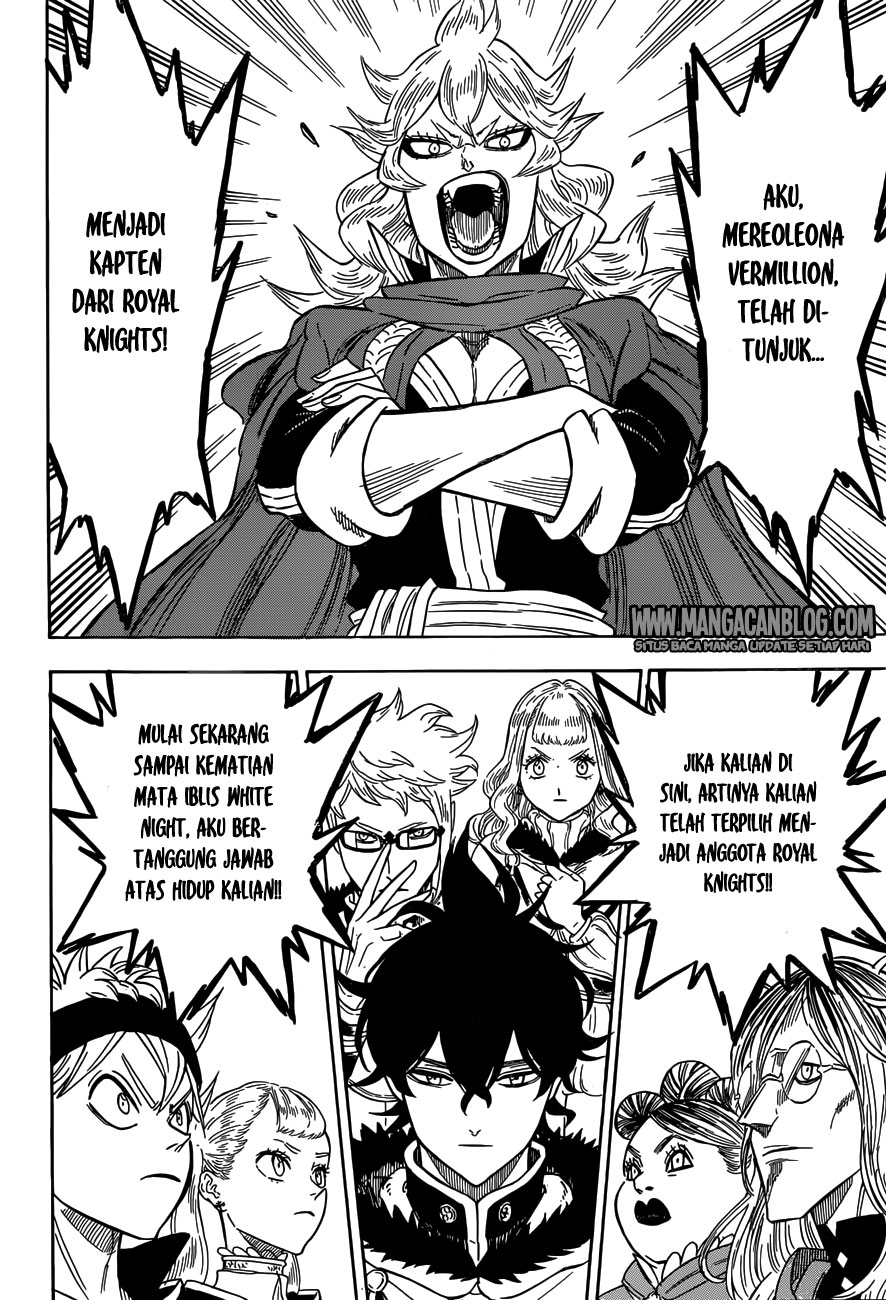 AKU,
MEREOLEONA
VERMILLION,
TELAH DI-
TUNJUK...
MENJADI
KAPTEN
DARI ROYAL
KNIGHTS!
WWW.MANGACANBLOG.COM
SITUS BACA MANGA UPDATE SETIAP HARI
JIKA KALIAN DI
SINI, ARTINYA KALIAN
TELAH TERPILIH MEN-
JADI ANGGOTA ROYAL
KNIGHTS!!
MULAI SEKARANG
SAMPAI KEMATIAN
MATA IBLIS WHITE
NIGHT, AKU BER-
TANGGUNG JAWAB
ATAS HIDUP KALIAN!!